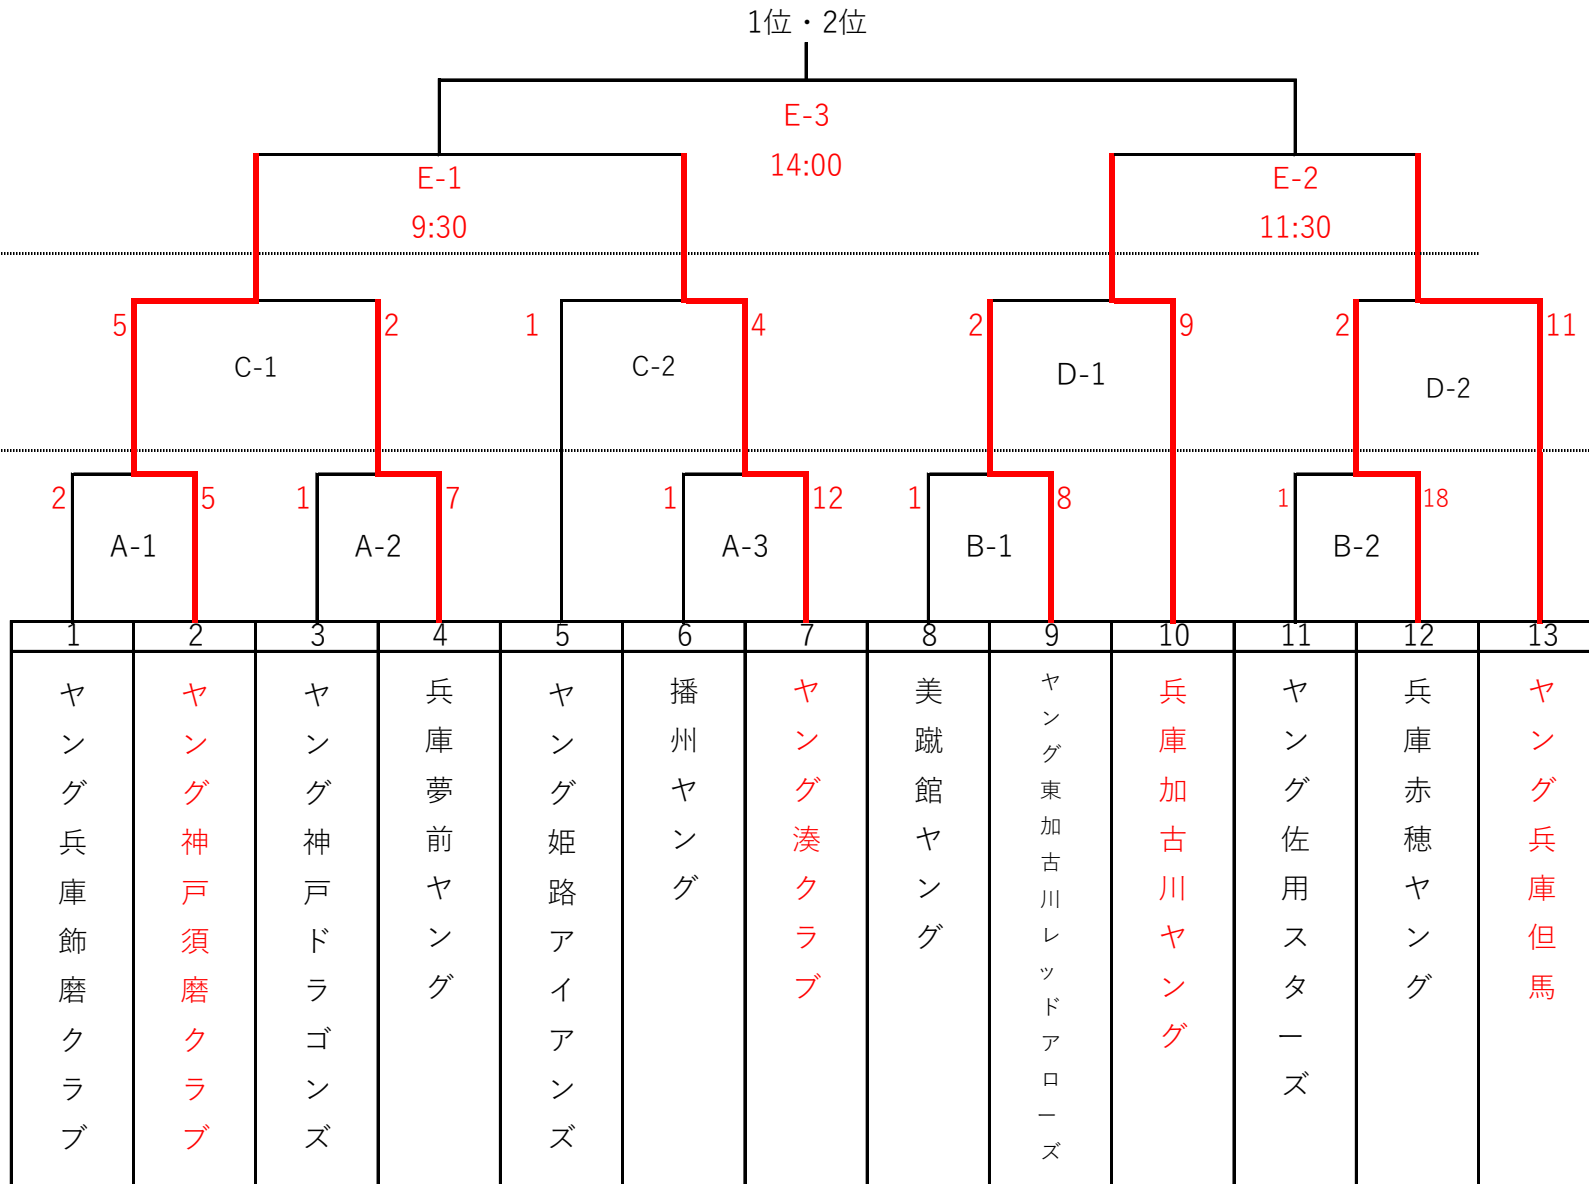 1位・2位
E-3
14:00
E-1
9:30
E-2
11:30
5
2
1
4
2
9
2
11
C-1
C-2
D-1
D-2
2
5
1
7
1
12
1
8
1
18
A-1
A-2
A-3
B-1
B-2
1
2
3
4
5
6
7
8
9
10
11
12
13
ヤング兵庫飾磨クラブ
ヤング神戸須磨クラブ
ヤング神戸ドラゴンズ
兵庫夢前ヤング
ヤング姫路アイアンズ
播州ヤング
ヤング湊クラブ
美蹴館ヤング
ヤング東加古川レッドアローズ
兵庫加古川ヤング
ヤング佐用スターズ
兵庫赤穂ヤング
ヤング兵庫但馬